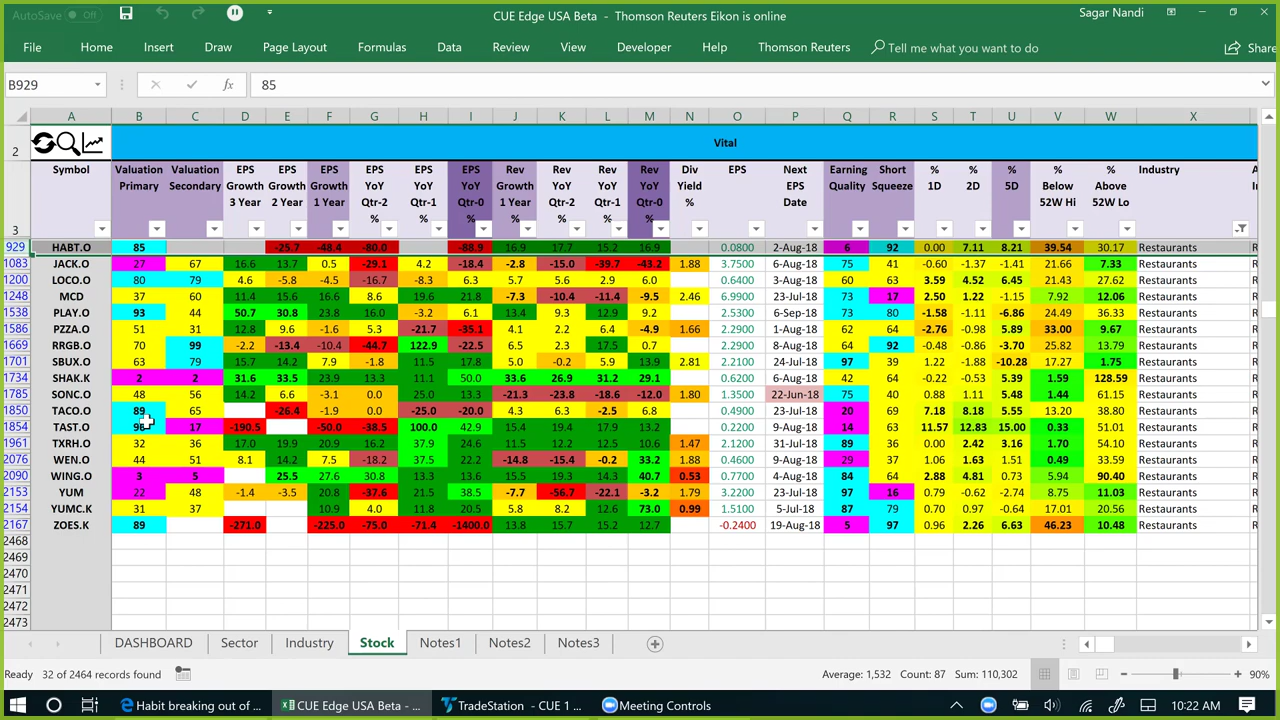 AutoSave Off CUE Edge USA Beta - Thomson Reuters Eikon is online Sagar Nandi
File Home Insert Draw Page Layout Formulas Data Review View Developer Help Thomson Reuters Tell me what you want to do Share
B929 fx 85
A B C D E F G H I J K L M N O P Q R S T U V W X
2 Vital
Symbol Valuation Primary Valuation Secondary EPS Growth 3 Year EPS Growth 2 Year EPS Growth 1 Year EPS YoY Qtr-2 % EPS YoY Qtr-1 % EPS YoY Qtr-0 % Rev Growth 1 Year Rev YoY Qtr-2 % Rev YoY Qtr-1 % Rev YoY Qtr-0 % Div Yield % EPS Next EPS Date Earning Quality Short Squeeze % 1D % 2D % 5D % Below 52W Hi % Above 52W Lo Industry
3
929 HABT.O 85 -25.7 -48.4 -80.0 -88.9 16.9 17.7 15.2 16.9 0.0800 2-Aug-18 6 92 0.00 7.11 8.21 39.54 30.17 Restaurants
1083 JACK.O 27 67 16.6 13.7 0.5 -29.1 4.2 -18.4 -2.8 -15.0 -39.7 -43.2 1.88 3.7500 6-Aug-18 75 41 -0.60 -1.37 -1.41 21.66 7.33 Restaurants
1200 LOCO.O 80 79 4.6 -5.8 -4.5 -16.7 -8.3 6.3 5.7 5.6 2.9 6.0 0.6400 3-Aug-18 60 63 3.59 4.52 6.45 21.43 27.62 Restaurants
1248 MCD 37 60 11.4 15.6 16.6 8.6 19.6 21.8 -7.3 -10.4 -11.4 -9.5 2.46 6.9900 23-Jul-18 73 17 2.50 1.22 -1.15 7.92 12.06 Restaurants
1538 PLAY.O 93 44 50.7 30.8 23.8 16.0 -3.2 6.1 13.4 9.3 12.9 9.2 2.5300 6-Sep-18 73 80 -1.58 -1.11 -6.86 24.49 36.33 Restaurants
1586 PZZA.O 51 31 12.8 9.6 -1.6 5.3 -21.7 -35.1 4.1 2.2 6.4 -4.9 1.66 2.2900 1-Aug-18 62 64 -2.76 -0.98 5.89 33.00 9.67 Restaurants
1669 RRGB.O 70 99 -2.2 -13.4 -10.4 -44.7 122.9 -22.5 6.5 2.3 17.5 0.7 2.2900 8-Aug-18 64 92 -0.48 -0.86 -3.70 25.82 13.79 Restaurants
1701 SBUX.O 63 79 15.7 14.2 7.9 -1.8 11.5 17.8 5.0 -0.2 5.9 13.9 2.81 2.2100 24-Jul-18 97 39 1.22 -1.88 -10.28 17.27 1.75 Restaurants
1734 SHAK.K 2 2 31.6 33.5 23.9 13.3 11.1 50.0 33.6 26.9 31.2 29.1 0.6200 6-Aug-18 42 64 -0.22 -0.53 5.39 1.59 128.59 Restaurants
1785 SONC.O 48 56 14.2 6.6 -3.1 0.0 25.0 13.3 -21.3 -23.8 -18.6 -12.0 1.80 1.3500 22-Jun-18 75 40 0.88 1.11 5.48 1.44 61.15 Restaurants
1850 TACO.O 89 65 -26.4 -1.9 0.0 -25.0 -20.0 4.3 6.3 -2.5 6.8 0.4900 23-Jul-18 20 69 7.18 8.18 5.55 13.20 38.80 Restaurants
1854 TAST.O 17 -190.5 -50.0 -38.5 100.0 42.9 12.4 19.4 13.9 14.3 0.2200 9-Aug-18 14 63 11.57 12.83 15.00 0.33 51.01 Restaurants
1961 TXRH.O 32 36 17.0 19.9 20.9 16.2 37.9 24.6 11.5 12.2 12.5 10.6 1.47 2.1200 31-Jul-18 89 36 0.00 2.42 3.16 1.70 54.10 Restaurants
2076 WEN.O 44 51 8.1 14.2 7.5 -18.2 37.5 22.2 -14.8 -15.4 -0.2 33.2 1.88 0.4600 9-Aug-18 29 37 1.06 1.63 1.51 0.49 33.59 Restaurants
2090 WING.O 3 5 25.5 27.6 30.8 13.3 13.6 15.5 19.3 14.3 40.7 0.53 0.7700 4-Aug-18 84 64 2.88 4.81 0.73 5.94 90.40 Restaurants
2153 YUM 22 48 -1.4 -3.5 20.8 -37.6 21.5 38.5 -7.7 -56.7 -22.1 -3.2 1.79 3.2200 23-Jul-18 97 16 0.79 -0.62 -2.74 8.75 11.03 Restaurants
2154 YUMC.K 31 37 10.9 4.0 11.8 20.5 5.8 8.2 12.6 73.0 0.99 1.5100 5-Jul-18 87 79 0.20 0.97 -0.64 17.01 20.56 Restaurants
2167 ZOES.K 89 -271.0 -225.0 -75.0 -71.4 -1400.0 13.8 15.7 15.2 12.7 -0.2400 19-Aug-18 5 97 0.96 2.26 6.63 46.23 10.48 Restaurants
2468
2469
2470
2471
2472
2473
DASHBOARD Sector Industry Stock Notes1 Notes2 Notes3
Ready 32 of 2464 records found Average: 1,532 Count: 87 Sum: 110,302 90%
Habit breaking out of ... CUE Edge USA Beta - ... TradeStation - CUE 1 ... Meeting Controls 10:22 AM